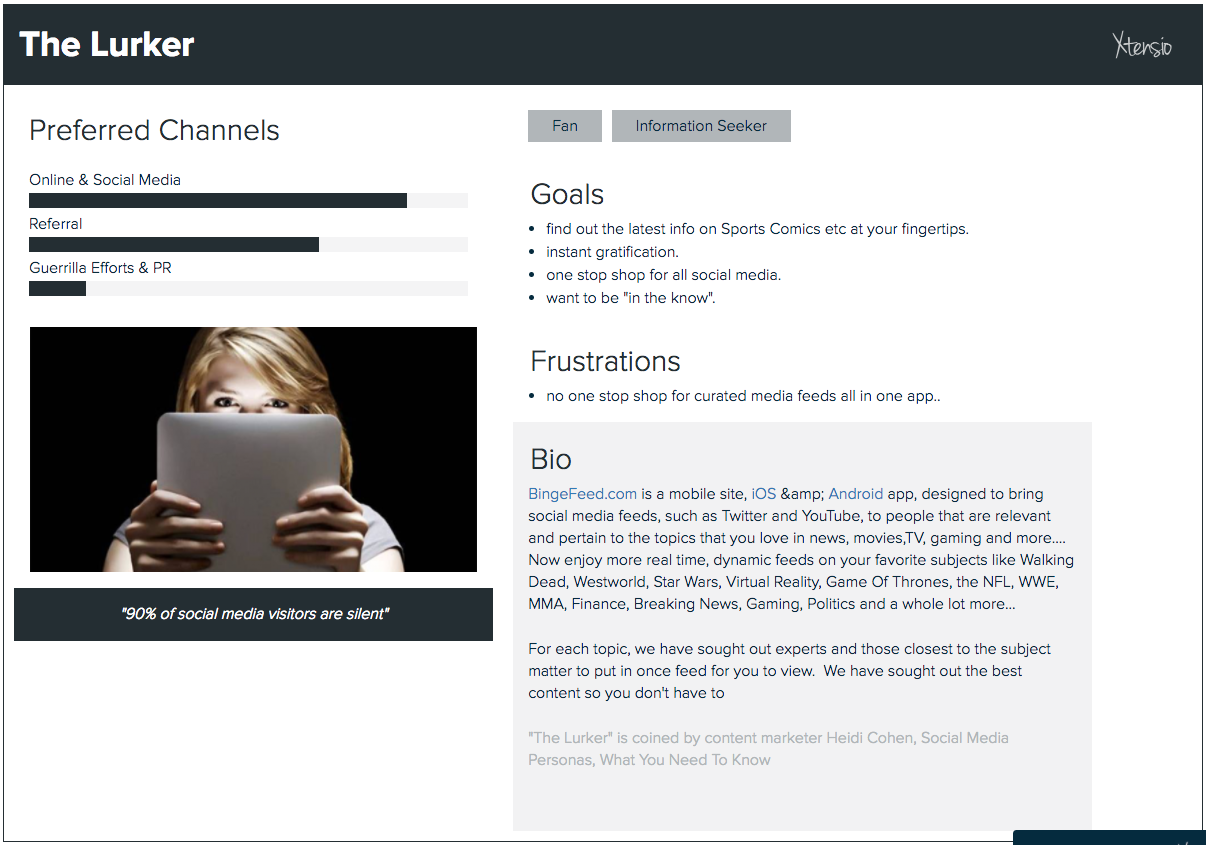 The Lurker
Xtensio
Preferred Channels
Online & Social Media
Referral
Guerrilla Efforts & PR
"90% of social media visitors are silent"
Fan
Information Seeker
Goals
• find out the latest info on Sports Comics etc at your fingertips.
• instant gratification.
• one stop shop for all social media.
• want to be "in the know".
Frustrations
• no one stop shop for curated media feeds all in one app..
Bio
BingeFeed.com is a mobile site, iOS &amp; Android app, designed to bring
social media feeds, such as Twitter and YouTube, to people that are relevant
and pertain to the topics that you love in news, movies,TV, gaming and more....
Now enjoy more real time, dynamic feeds on your favorite subjects like Walking
Dead, Westworld, Star Wars, Virtual Reality, Game Of Thrones, the NFL, WWE,
MMA, Finance, Breaking News, Gaming, Politics and a whole lot more...
For each topic, we have sought out experts and those closest to the subject
matter to put in once feed for you to view.  We have sought out the best
content so you don't have to
"The Lurker" is coined by content marketer Heidi Cohen, Social Media
Personas, What You Need To Know